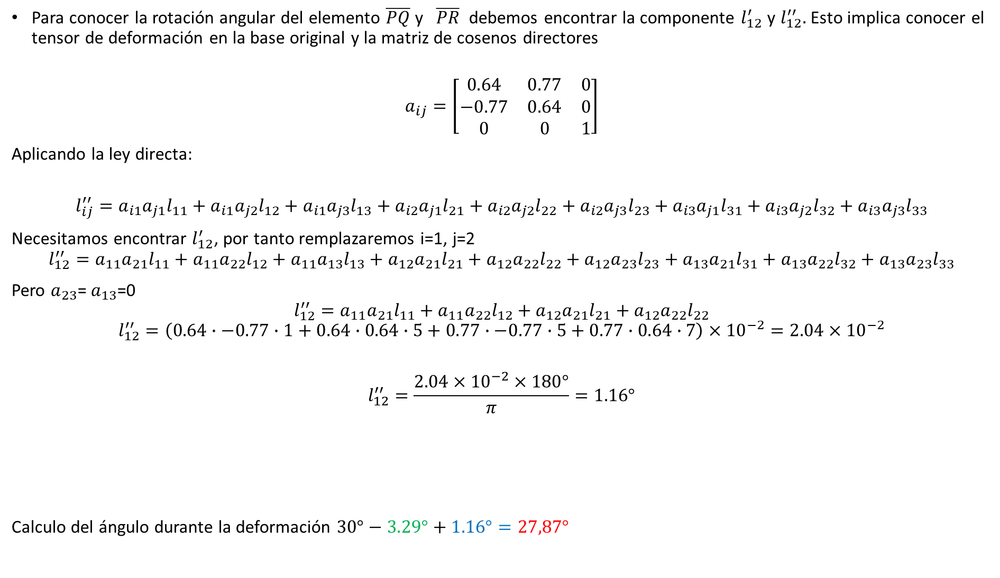 • Para conocer la rotación angular del elemento $\overline{PQ}$ y $\overline{PR}$ debemos encontrar la componente $l'_{12}$ y $l''_{12}$. Esto implica conocer el
tensor de deformación en la base original y la matriz de cosenos directores
$a_{ij} = \begin{bmatrix} 0.64 & 0.77 & 0 \\ -0.77 & 0.64 & 0 \\ 0 & 0 & 1 \end{bmatrix}$
Aplicando la ley directa:
$l''_{ij} = a_{i1}a_{j1}l_{11} + a_{i1}a_{j2}l_{12} + a_{i1}a_{j3}l_{13} + a_{i2}a_{j1}l_{21} + a_{i2}a_{j2}l_{22} + a_{i2}a_{j3}l_{23} + a_{i3}a_{j1}l_{31} + a_{i3}a_{j2}l_{32} + a_{i3}a_{j3}l_{33}$
Necesitamos encontrar $l'_{12}$, por tanto remplazaremos i=1, j=2
$l''_{12} = a_{11}a_{21}l_{11} + a_{11}a_{22}l_{12} + a_{11}a_{13}l_{13} + a_{12}a_{21}l_{21} + a_{12}a_{22}l_{22} + a_{12}a_{23}l_{23} + a_{13}a_{21}l_{31} + a_{13}a_{22}l_{32} + a_{13}a_{23}l_{33}$
Pero $a_{23}$= $a_{13}$=0
$l''_{12} = a_{11}a_{21}l_{11} + a_{11}a_{22}l_{12} + a_{12}a_{21}l_{21} + a_{12}a_{22}l_{22}$
$l''_{12} = (0.64 \cdot -0.77 \cdot 1 + 0.64 \cdot 0.64 \cdot 5 + 0.77 \cdot -0.77 \cdot 5 + 0.77 \cdot 0.64 \cdot 7) \times 10^{-2} = 2.04 \times 10^{-2}$
$l''_{12} = \frac{2.04 \times 10^{-2} \times 180°}{\pi} = 1.16°$
Calculo del ángulo durante la deformación 30° − 3.29° + 1.16° = 27,87°